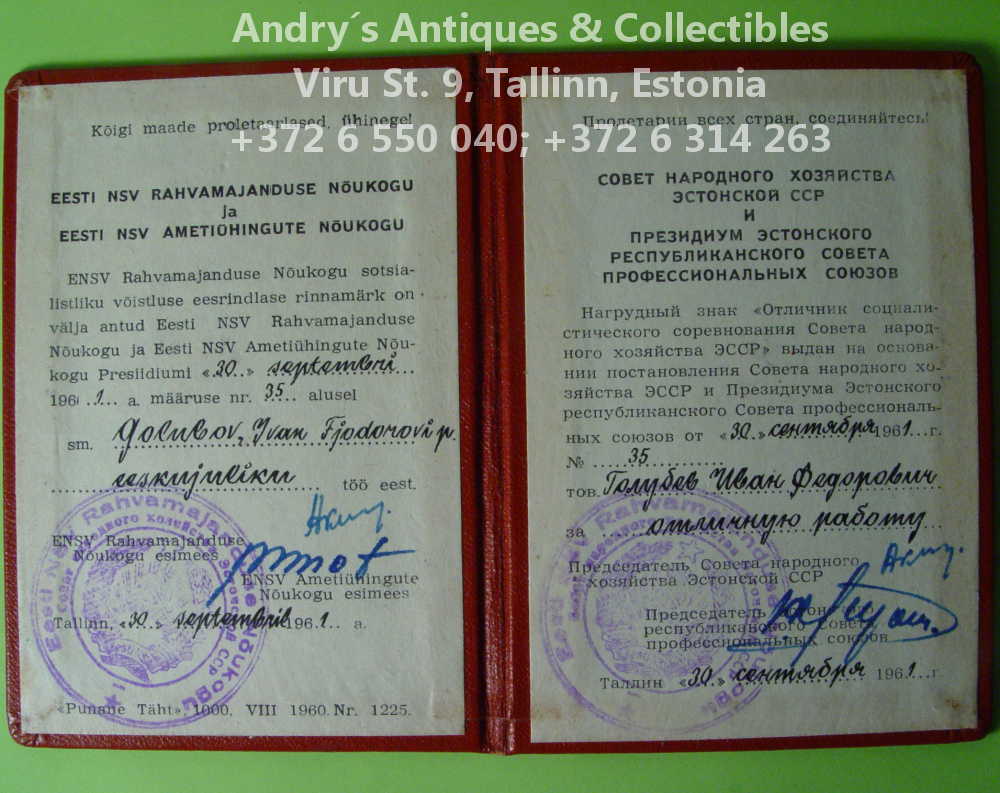 Andry´s Antiques & Collectibles
Viru St. 9, Tallinn, Estonia
+372 6 550 040; +372 6 314 263
Kõigi maade proletaarlased, ühinege!
EESTI NSV RAHVAMAJANDUSE NÕUKOGU
ja
EESTI NSV AMETIÜHINGUTE NÕUKOGU
ENSV Rahvamajanduse Nõukogu sotsia-
listliku võistluse eesrindlase rinnamärk on
välja antud Eesti NSV Rahvamajanduse
Nõukogu ja Eesti NSV Ametiühingute Nõu-
kogu Presiidiumi «30..» septembri
1961. a. määruse nr. 35 alusel
sm. Golubov, Ivan Fjodorovi p.
eeskujuliku töö eest.
ENSV Rahvamajanduse
Nõukogu esimees
ENSV Ametiühingute
Nõukogu esimees
Tallinn, «30..» septembril 1961. a.
«Punane Täht» 1000. VIII 1960. Nr. 1225.
Eesti NSV Rahvamajanduse Nõukogu
Пролетарии всех стран, соединяйтесь!
СОВЕТ НАРОДНОГО ХОЗЯЙСТВА
ЭСТОНСКОЙ ССР
И
ПРЕЗИДИУМ ЭСТОНСКОГО
РЕСПУБЛИКАНСКОГО СОВЕТА
ПРОФЕССИОНАЛЬНЫХ СОЮЗОВ
Нагрудный знак «Отличник социали-
стического соревнования Совета народ-
ного хозяйства ЭССР» выдан на основа-
нии постановления Совета народного хо-
зяйства ЭССР и Президиума Эстонского
республиканского Совета профессиональ-
ных союзов от «30.» сентября 1961. г.
№ 35
тов. Голубев Иван Федорович
за отличную работу
Председатель Совета народного
хозяйства Эстонской ССР
Председатель Эстонского
республиканского Совета
профессиональных союзов
Таллин «30.» сентября 1961. г.